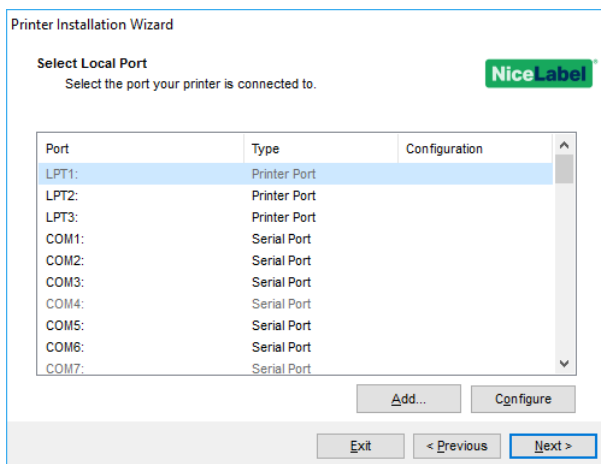 Printer Installation Wizard
Select Local Port
Select the port your printer is connected to.
NiceLabel
Port Type Configuration
LPT1: Printer Port
LPT2: Printer Port
LPT3: Printer Port
COM1: Serial Port
COM2: Serial Port
COM3: Serial Port
COM4: Serial Port
COM5: Serial Port
COM6: Serial Port
COM7: Serial Port
Add... Configure
Exit < Previous Next >